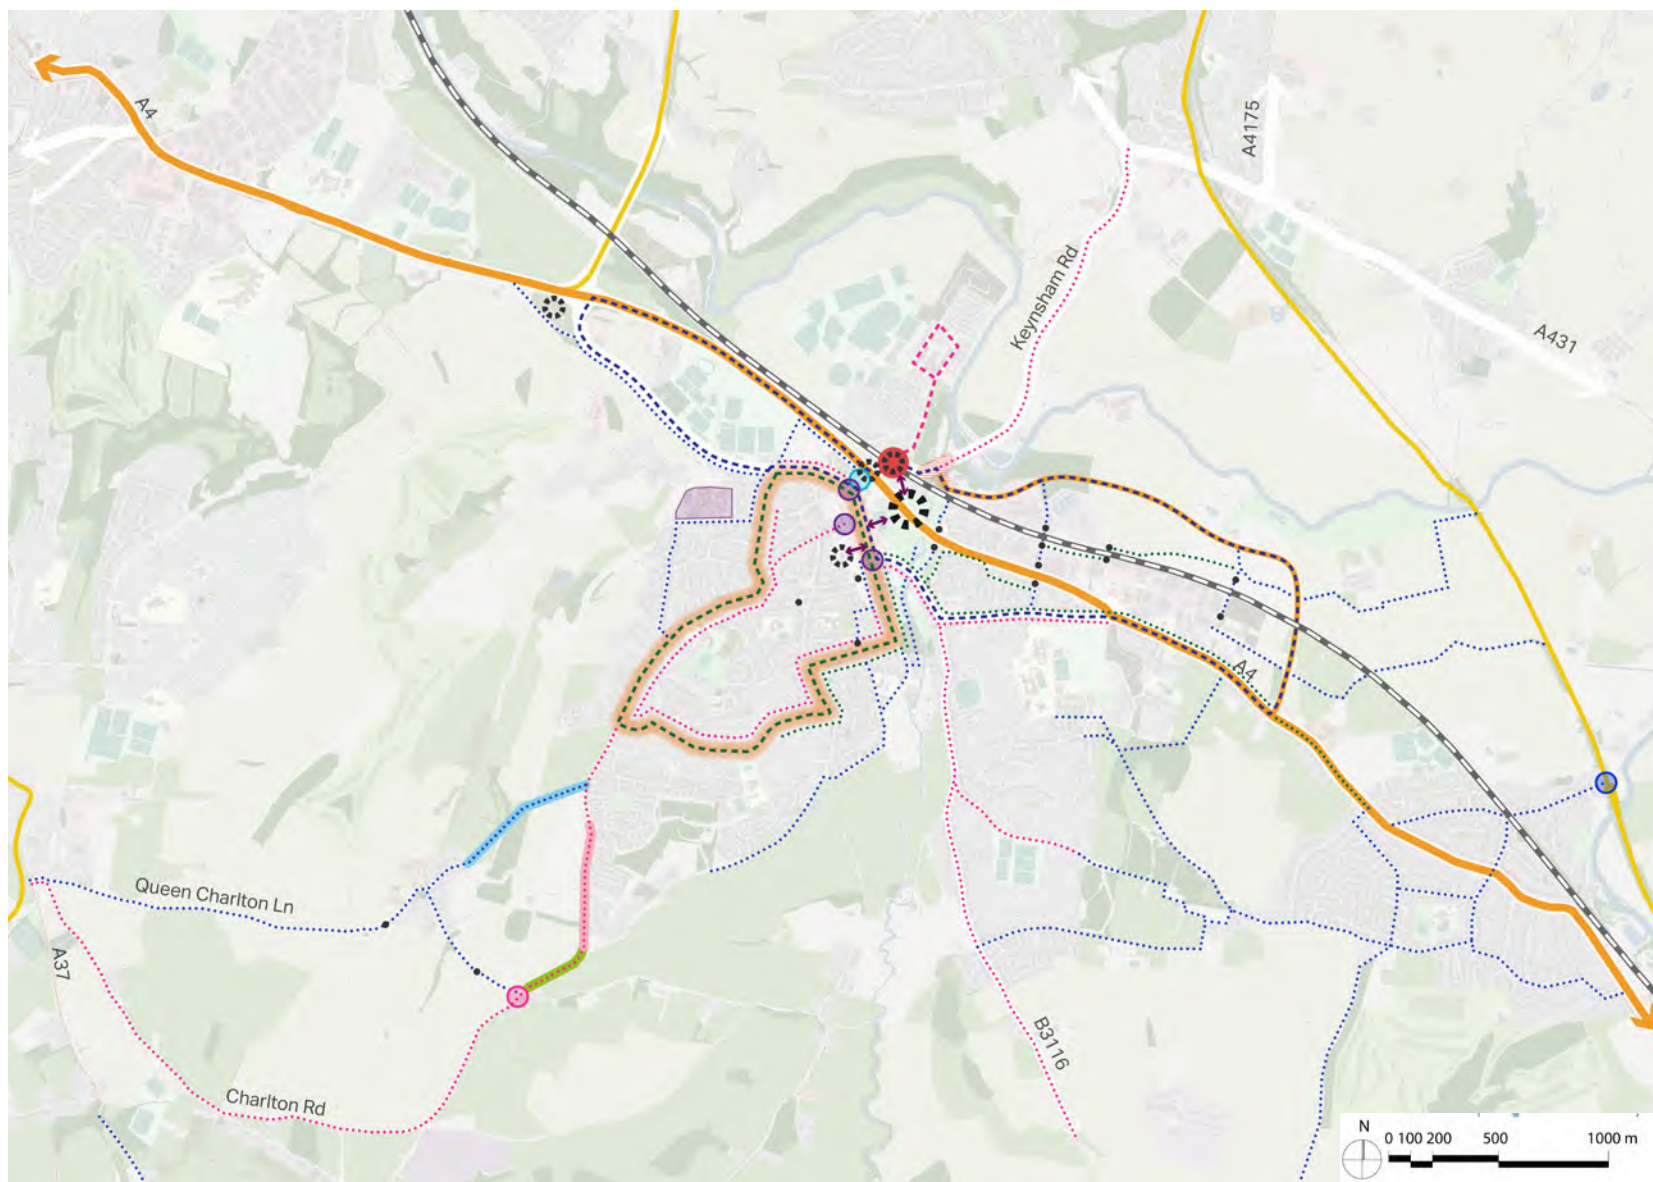 A4
A4175
Keynsham Rd
A431
A4
Queen Charlton Ln
A37
B3116
Charlton Rd
N
0 100 200 500 1000 m